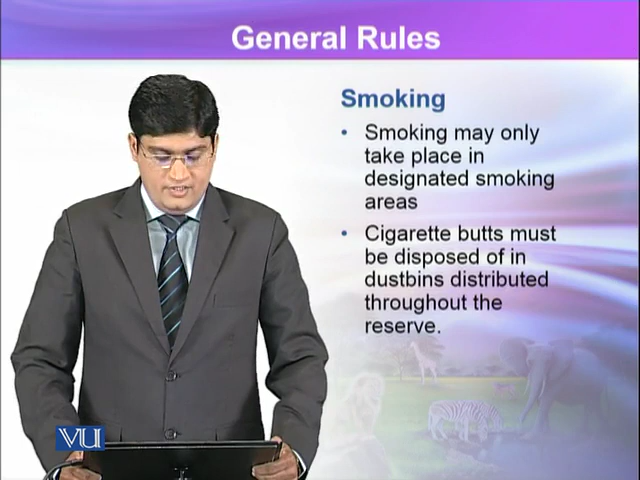 General Rules
Smoking
• Smoking may only
take place in
designated smoking
areas
• Cigarette butts must
be disposed of in
dustbins distributed
throughout the
reserve.
VU